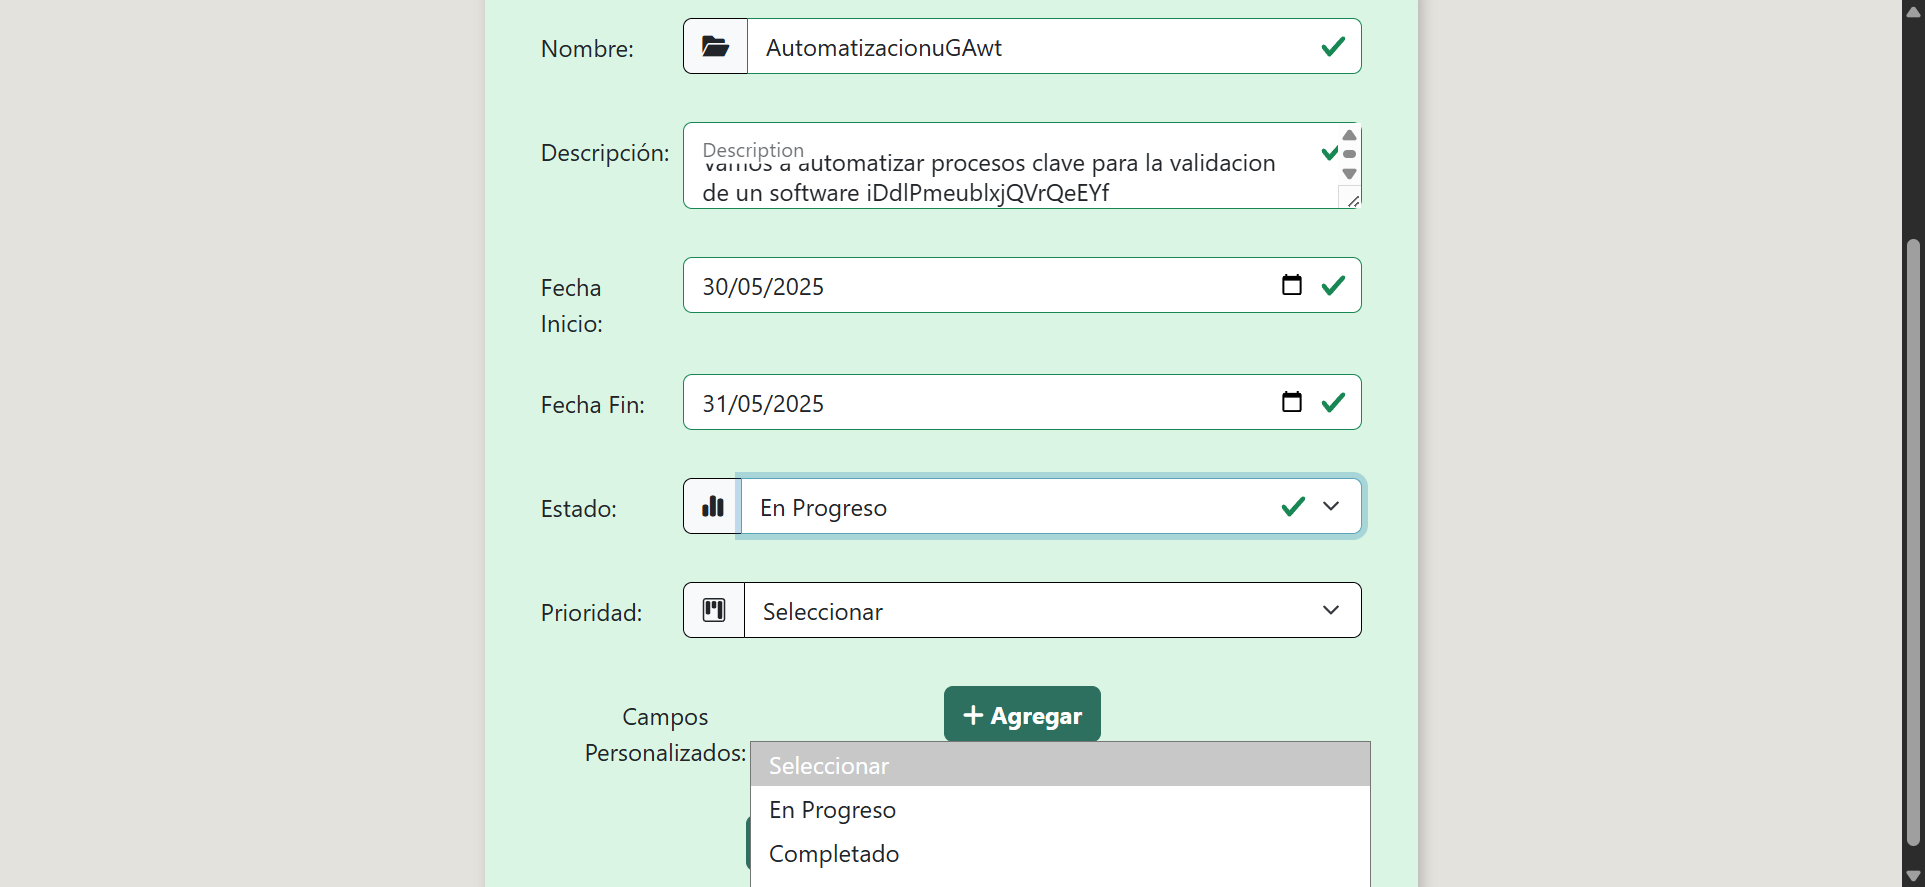 Nombre:
AutomatizacionuGAwt
Descripción:
Description
Vamos a automatizar procesos clave para la validacion
de un software iDdlPmeublxjQVrQeEYf
Fecha
Inicio:
30/05/2025
Fecha Fin:
31/05/2025
Estado:
En Progreso
Prioridad:
Seleccionar
Campos
Personalizados:
+ Agregar
Seleccionar
En Progreso
Completado